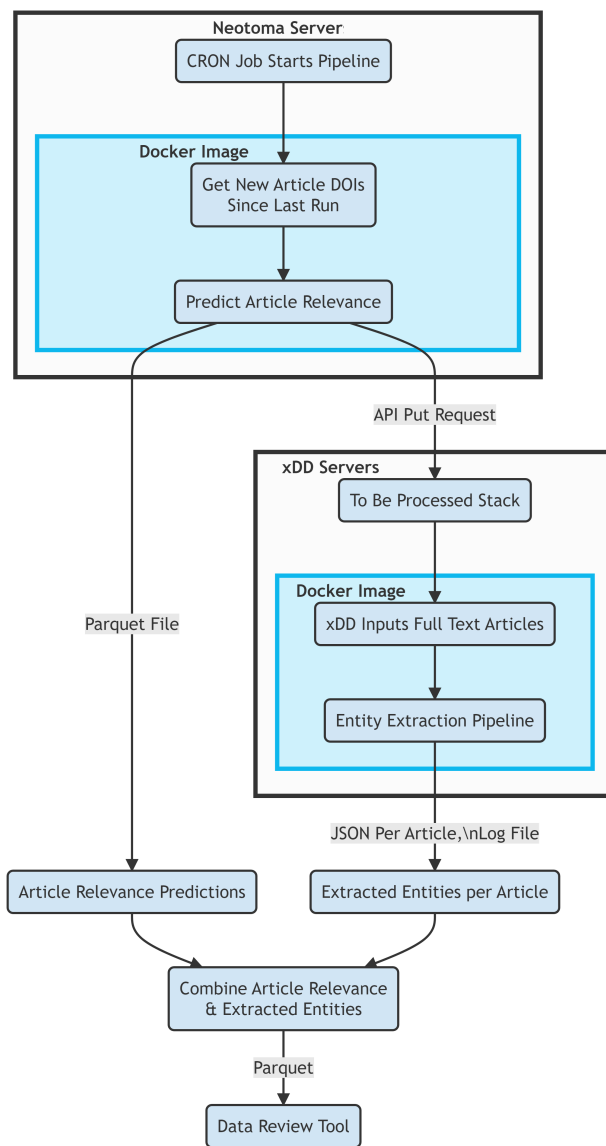 Neotoma Server
CRON Job Starts Pipeline
Docker Image
Get New Article DOIs
Since Last Run
Predict Article Relevance
API Put Request
xDD Servers
To Be Processed Stack
Docker Image
xDD Inputs Full Text Articles
Parquet File
Entity Extraction Pipeline
JSON Per Article,\nLog File
Article Relevance Predictions
Extracted Entities per Article
Combine Article Relevance
& Extracted Entities
Parquet
Data Review Tool